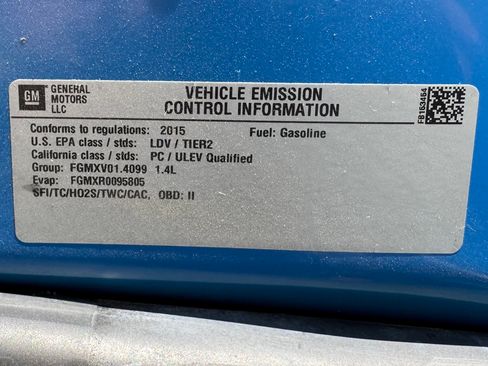 GM
GENERAL
MOTORS
LLC
VEHICLE EMISSION
CONTROL INFORMATION
FB153464
Conforms to regulations: 2015 Fuel: Gasoline
U.S. EPA class / stds: LDV / TIER2
California class / stds: PC / ULEV Qualified
Group: FGMXV01.4099 1.4L
Evap: FGMXR0095805
SFI/TC/HO2S/TWC/CAC, OBD: II